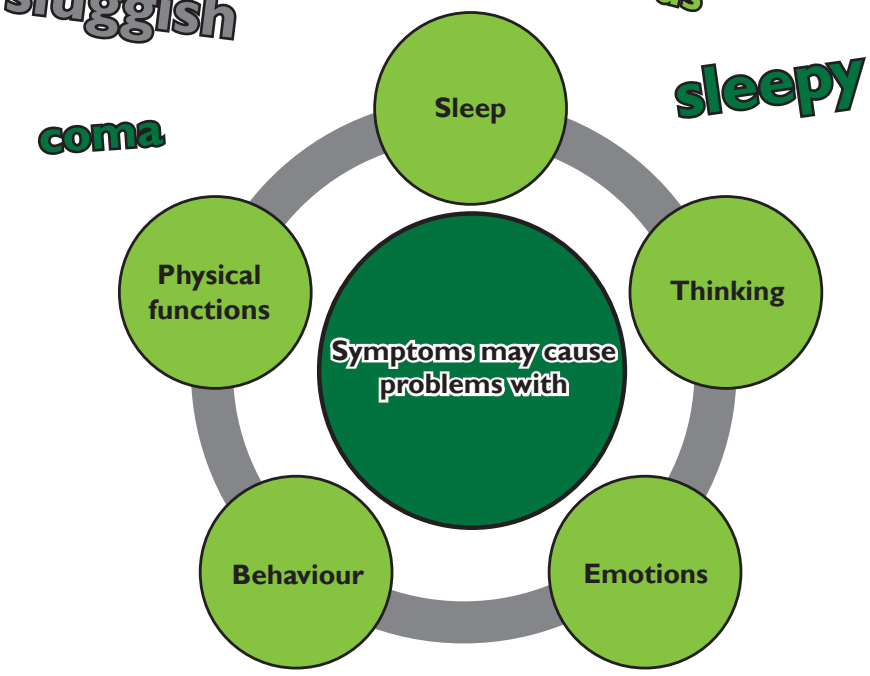 sluggish
coma
sleepy
Sleep
Physical
functions
Thinking
Symptoms may cause
problems with
Behaviour
Emotions